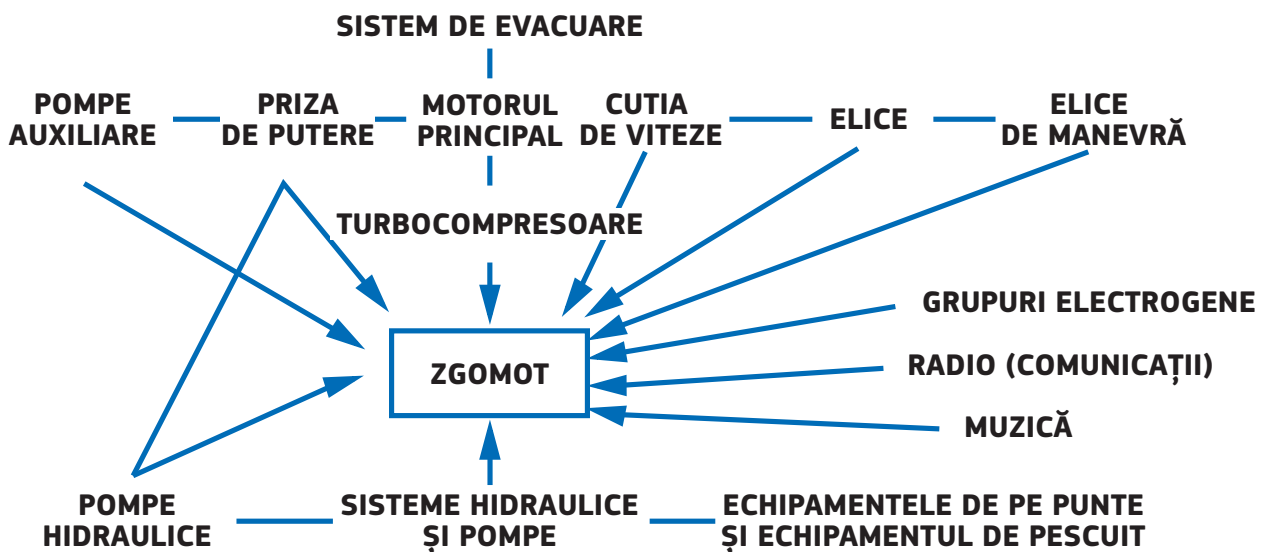 SISTEM DE EVACUARE
POMPE
AUXILIARE
PRIZA
DE PUTERE
MOTORUL
PRINCIPAL
CUTIA
DE VITEZE
ELICE
ELICE
DE MANEVRĂ
TURBOCOMPRESOARE
GRUPURI ELECTROGENE
ZGOMOT
RADIO (COMUNICAȚII)
MUZICĂ
POMPE
HIDRAULICE
SISTEME HIDRAULICE
ȘI POMPE
ECHIPAMENTELE DE PE PUNTE
ȘI ECHIPAMENTUL DE PESCUIT